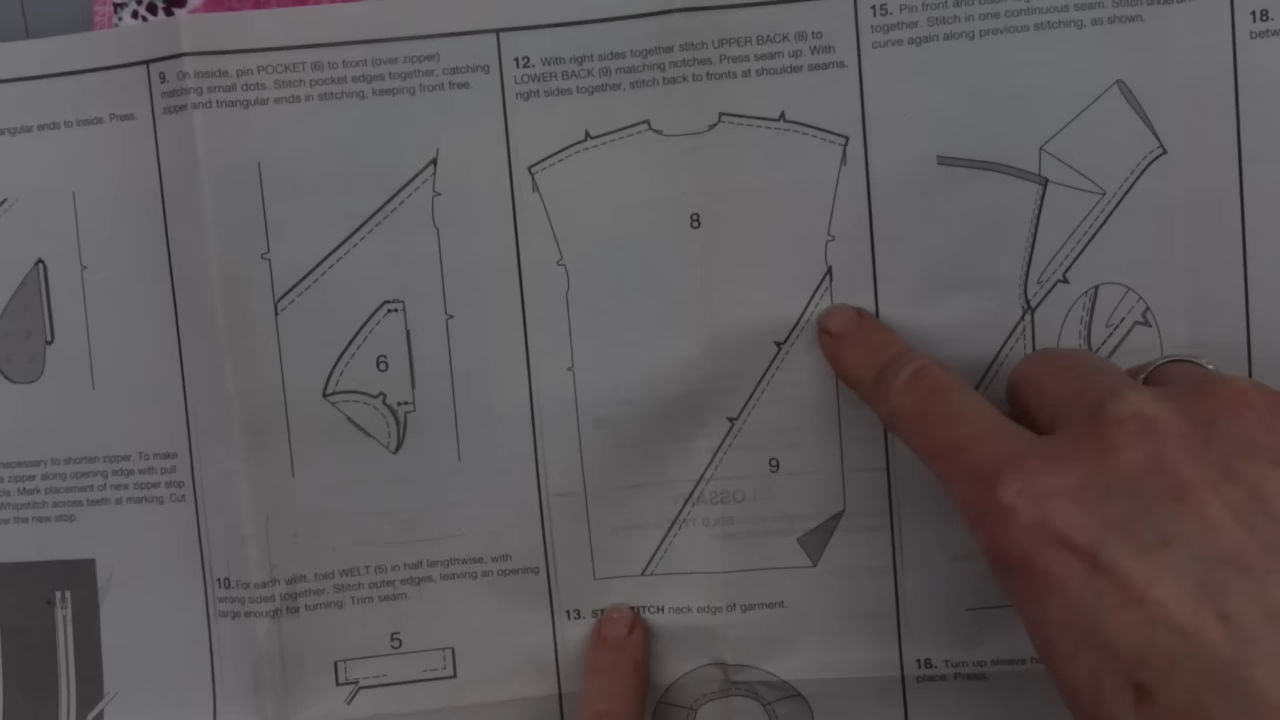 angular ends to inside. Press.
necessary to shorten zipper. To make
zipper along opening edge with pull
Mark placement of new zipper stop
Whipstitch across teeth at marking. Cut
the new stop.
9. On inside, pin POCKET (6) to front (over zipper)
matching small dots. Stitch pocket edges together, catching
zipper and triangular ends in stitching, keeping front free.
6
10. For each welt, fold WELT (5) in half lengthwise, with
wrong sides together. Stitch outer edges, leaving an opening
large enough for turning. Trim seam.
5
12. With right sides together stitch UPPER BACK (8) to
LOWER BACK (9) matching notches. Press seam up. With
right sides together, stitch back to fronts at shoulder seams.
8
9
13. ST TITCH neck edge of garment.
15. Pin front and
together. Stitch in one continuous seam. Stitch
curve again along previous stitching, as shown.
16. Turn up sleeve
place. Press.
18.
betw